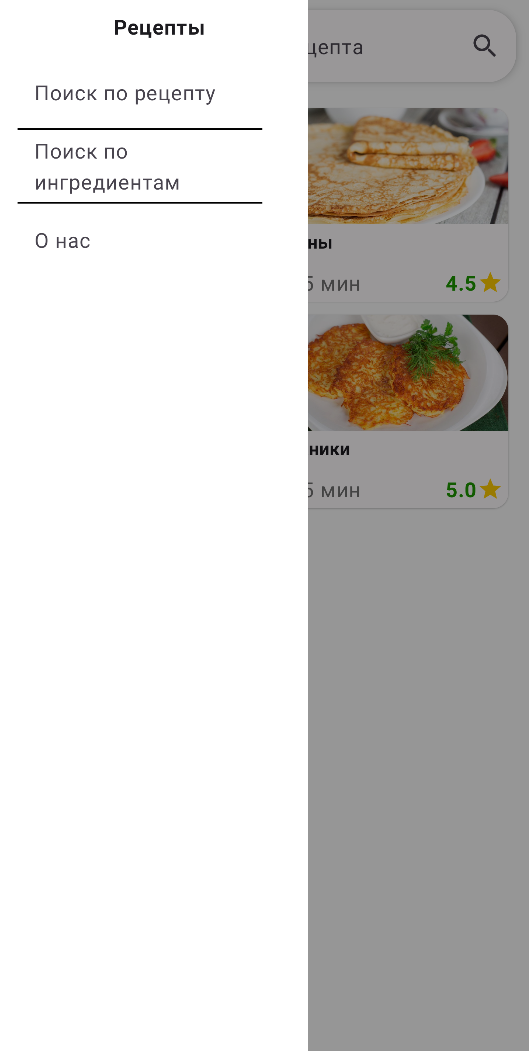 Рецепты
Поиск по рецепту
Поиск по
ингредиентам
О нас
цепта
ны
5 мин
4.5
ники
5 мин
5.0